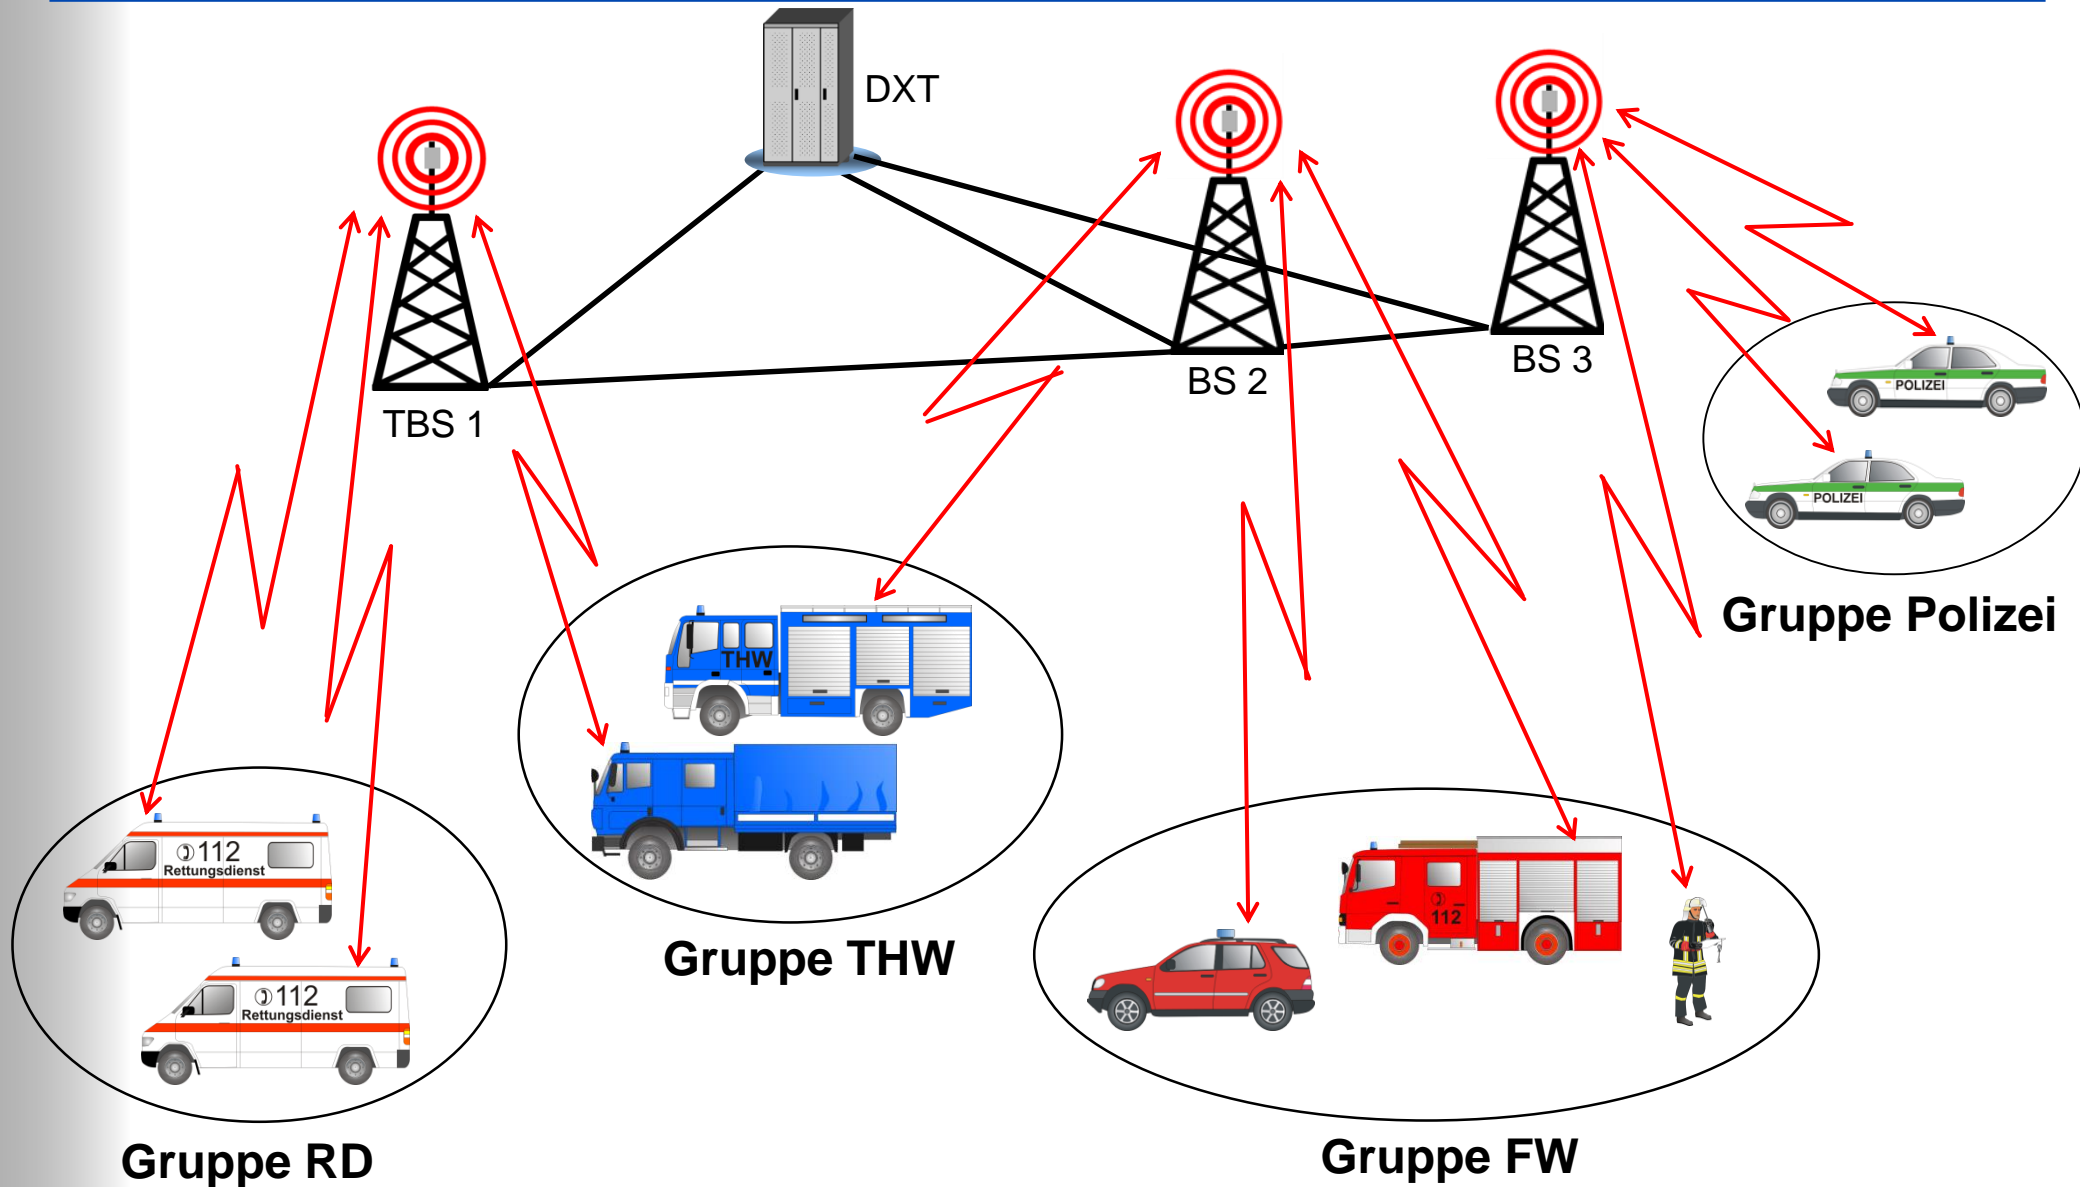 DXT
TBS 1
BS 2
BS 3
POLIZEI
POLIZEI
Gruppe Polizei
THW
Gruppe THW
112
Rettungsdienst
112
Rettungsdienst
Gruppe RD
112
Gruppe FW